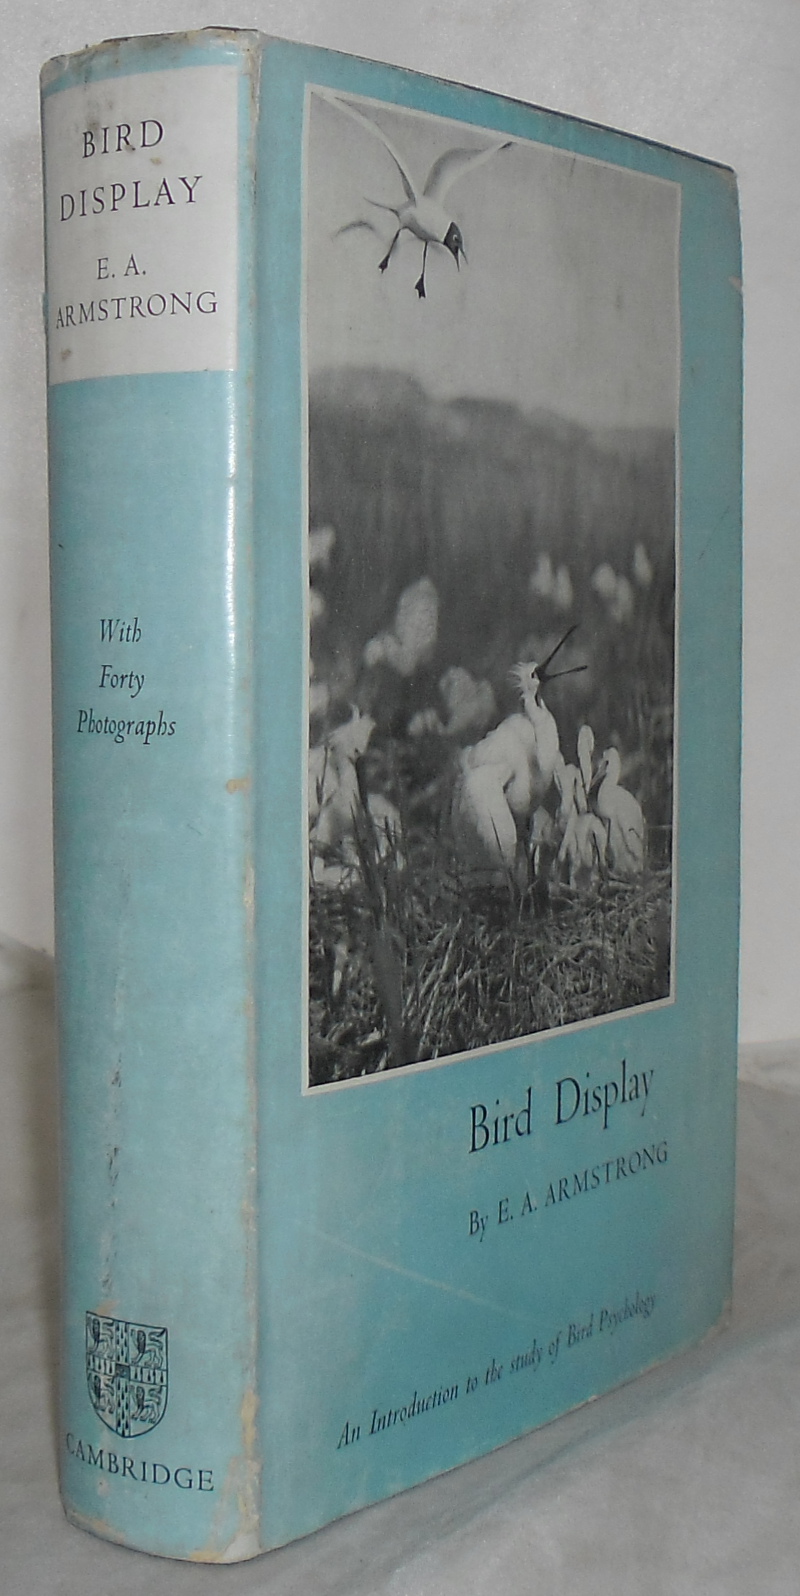 BIRD
DISPLAY
E. A.
ARMSTRONG
With
Forty
Photographs
CAMBRIDGE
Bird Display
By E. A. ARMSTRONG
An Introduction to the study of Bird Psychology